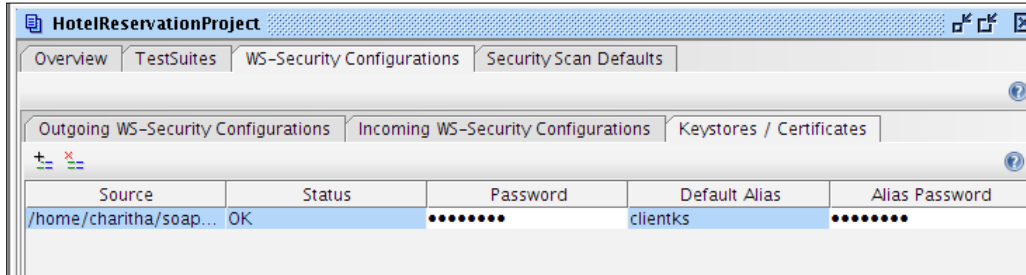 HotelReservationProject
Overview TestSuites WS-Security Configurations Security Scan Defaults
Outgoing WS-Security Configurations Incoming WS-Security Configurations Keystores / Certificates
Source Status Password Default Alias Alias Password
/home/charitha/soap... OK ●●●●●●●● clientks ●●●●●●●●